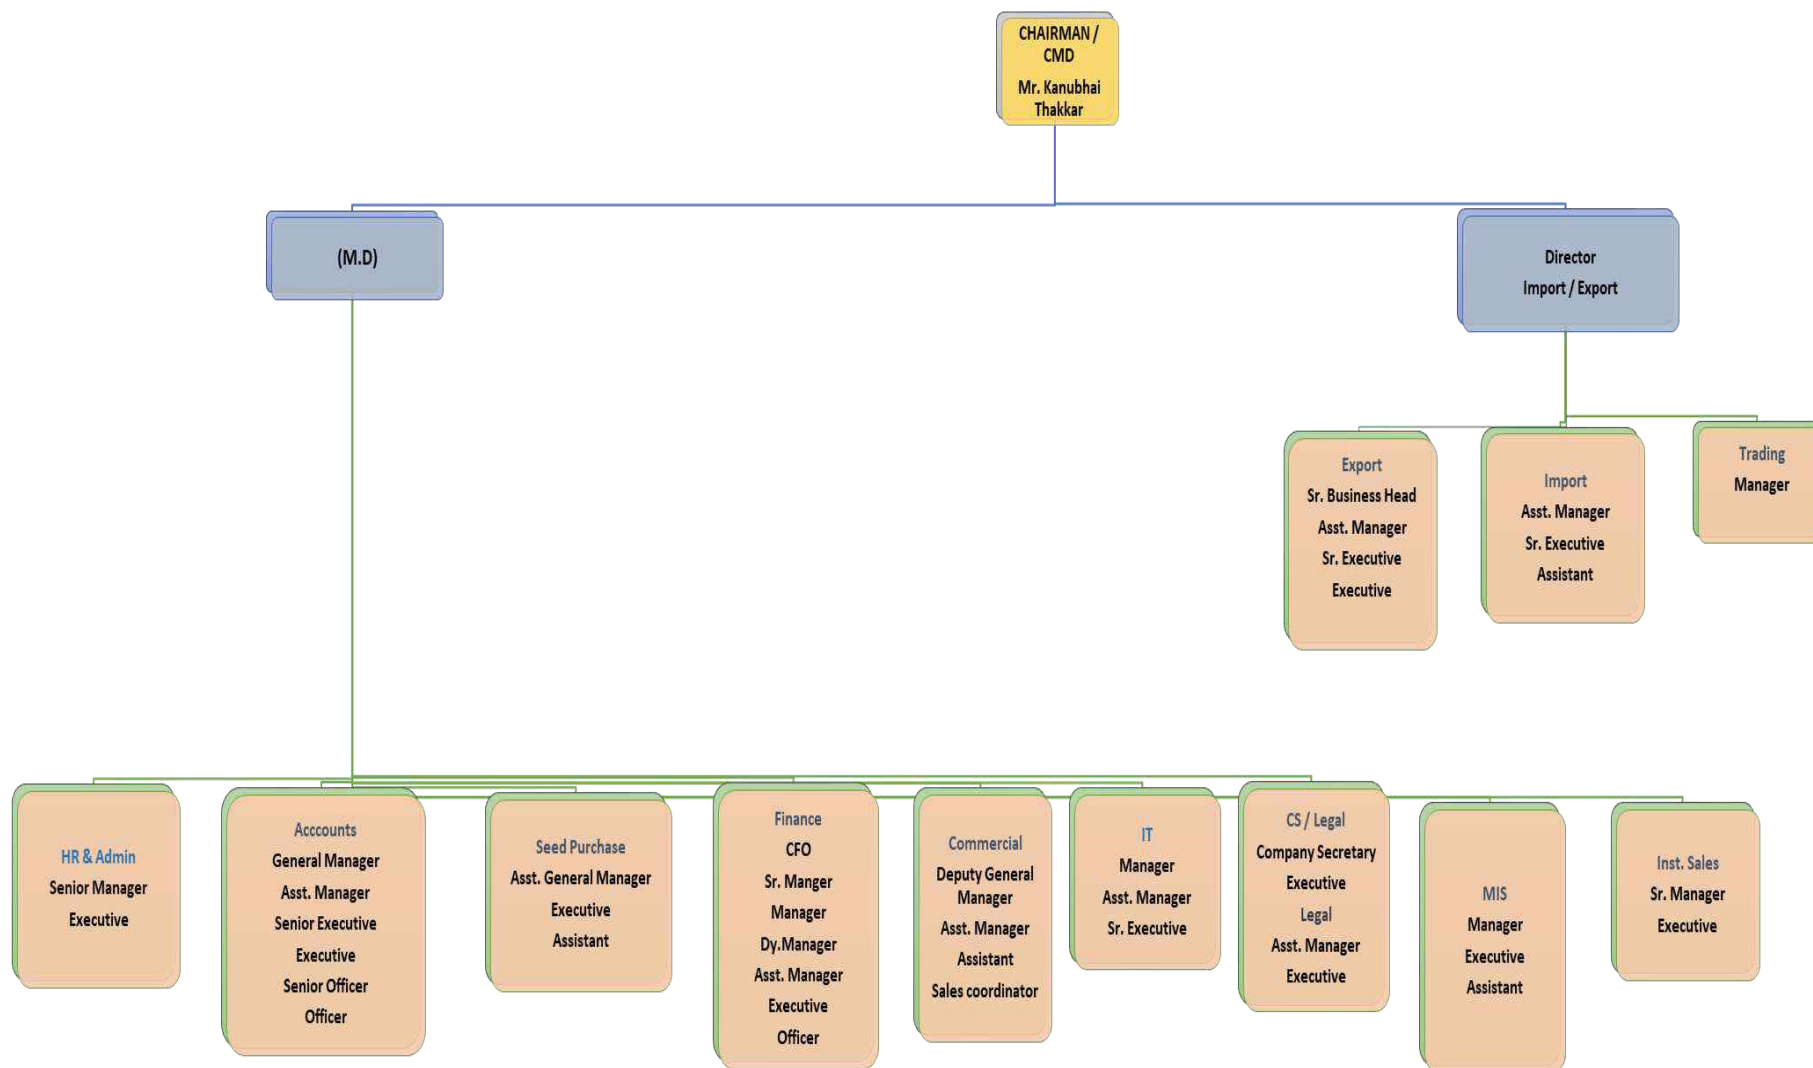 CHAIRMAN /
CMD
Mr. Kanubhai
Thakkar
(M.D)
Director
Import / Export
Export
Sr. Business Head
Asst. Manager
Sr. Executive
Executive
Import
Asst. Manager
Sr. Executive
Assistant
Trading
Manager
HR & Admin
Senior Manager
Executive
Acccounts
General Manager
Asst. Manager
Senior Executive
Executive
Senior Officer
Officer
Seed Purchase
Asst. General Manager
Executive
Assistant
Finance
CFO
Sr. Manger
Manager
Dy.Manager
Asst. Manager
Executive
Officer
Commercial
Deputy General
Manager
Asst. Manager
Assistant
Sales coordinator
IT
Manager
Asst. Manager
Sr. Executive
CS / Legal
Company Secretary
Executive
Legal
Asst. Manager
Executive
MIS
Manager
Executive
Assistant
Inst. Sales
Sr. Manager
Executive